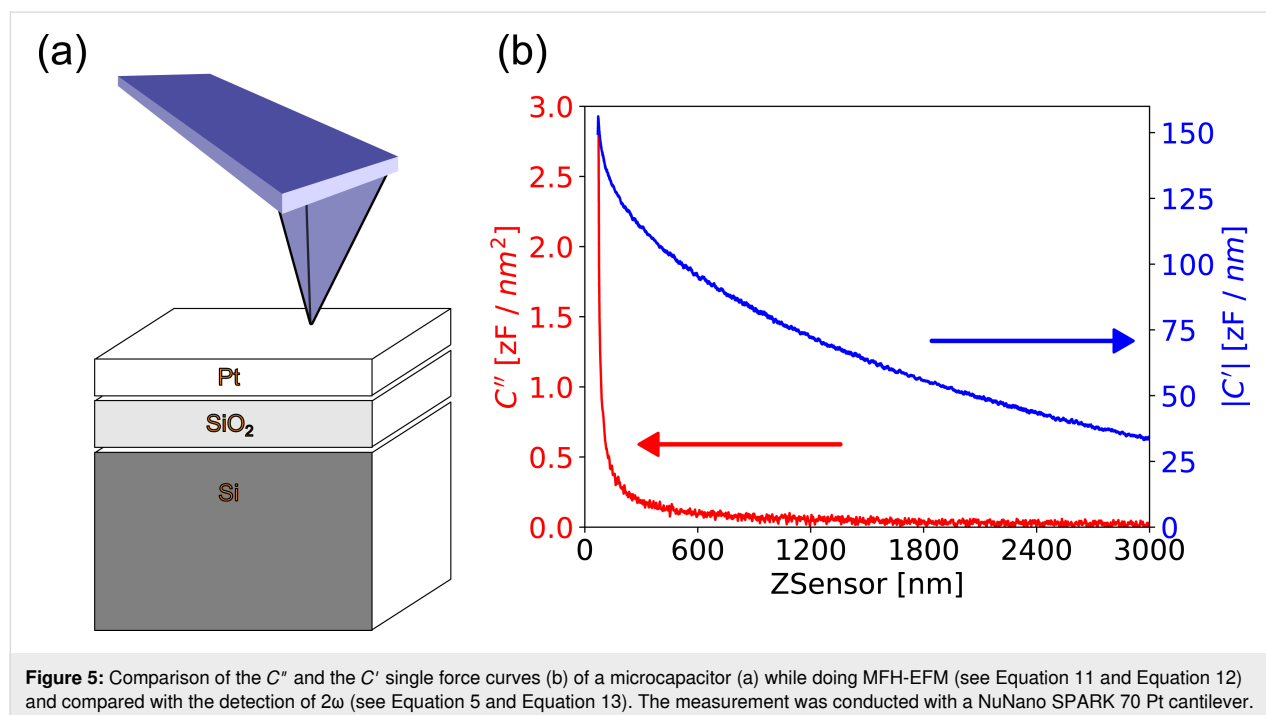 (a)
(b)
Pt
SiO₂
Si
3.0
2.5
2.0
1.5
1.0
0.5
0.0
C″ [zF / nm²]
150
125
100
75
50
25
0
|C′| [zF / nm]
0 600 1200 1800 2400 3000
ZSensor [nm]
Figure 5: Comparison of the C″ and the C′ single force curves (b) of a microcapacitor (a) while doing MFH-EFM (see Equation 11 and Equation 12)
and compared with the detection of 2ω (see Equation 5 and Equation 13). The measurement was conducted with a NuNano SPARK 70 Pt cantilever.